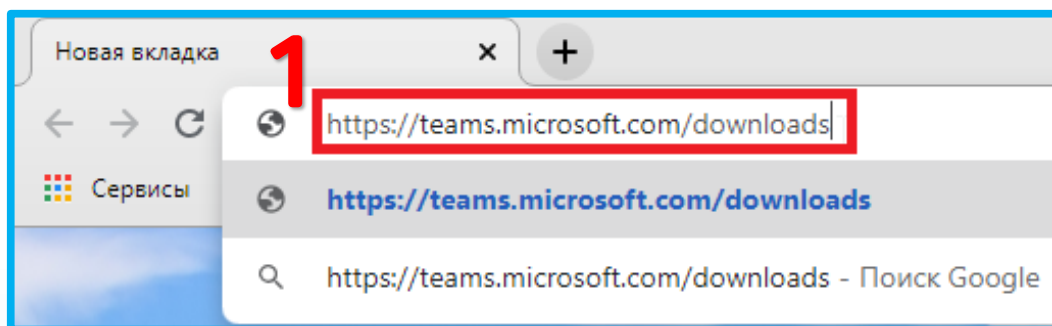 Новая вкладка
1
https://teams.microsoft.com/downloads
Сервисы
https://teams.microsoft.com/downloads
https://teams.microsoft.com/downloads - Поиск Google